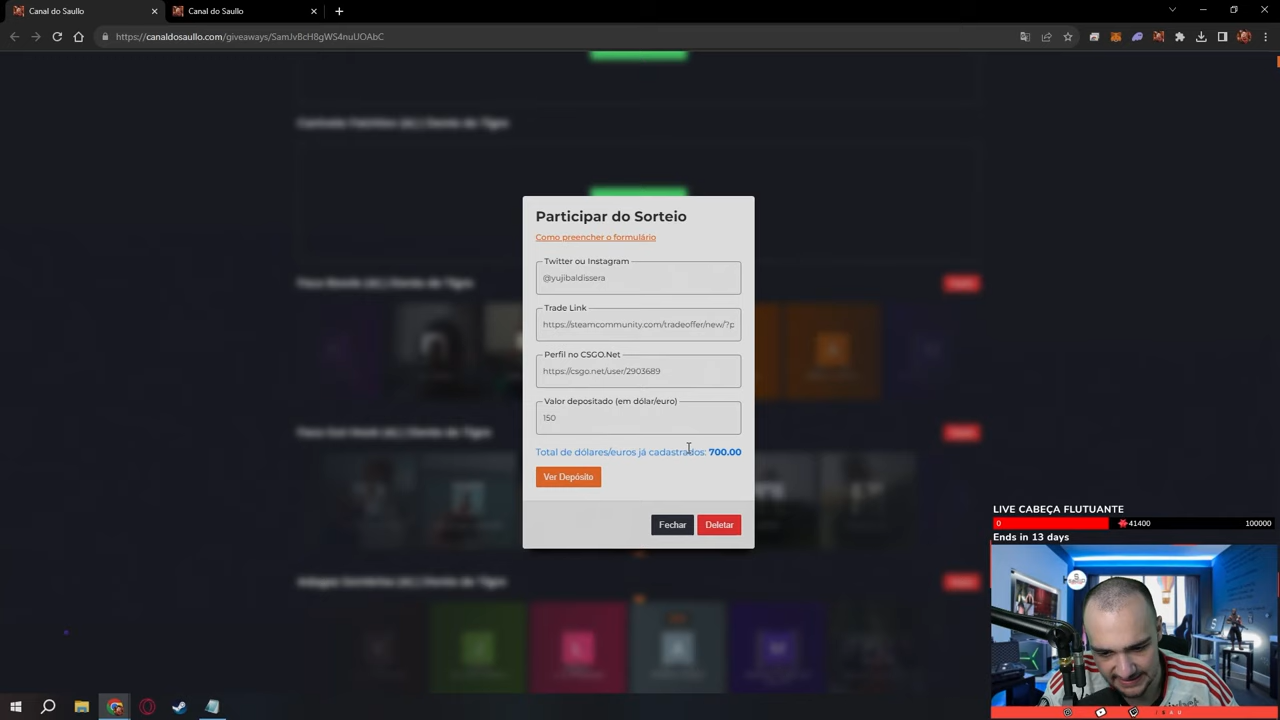 Canal do Saullo
Canal do Saullo
https://canaldosaullo.com/giveaways/SamJvBcH8gWS4nuUOAbC
Participar do Sorteio
Como preencher o formulário
Twitter ou Instagram
@yujibaldissera
Trade Link
https://steamcommunity.com/tradeoffer/new/?p
Perfil no CSGO.Net
https://csgo.net/user/2903689
Valor depositado (em dólar/euro)
150
Total de dólares/euros já cadastrados: 700.00
Ver Depósito
Fechar Deletar
LIVE CABEÇA FLUTUANTE
0 41400 100000
Ends in 13 days